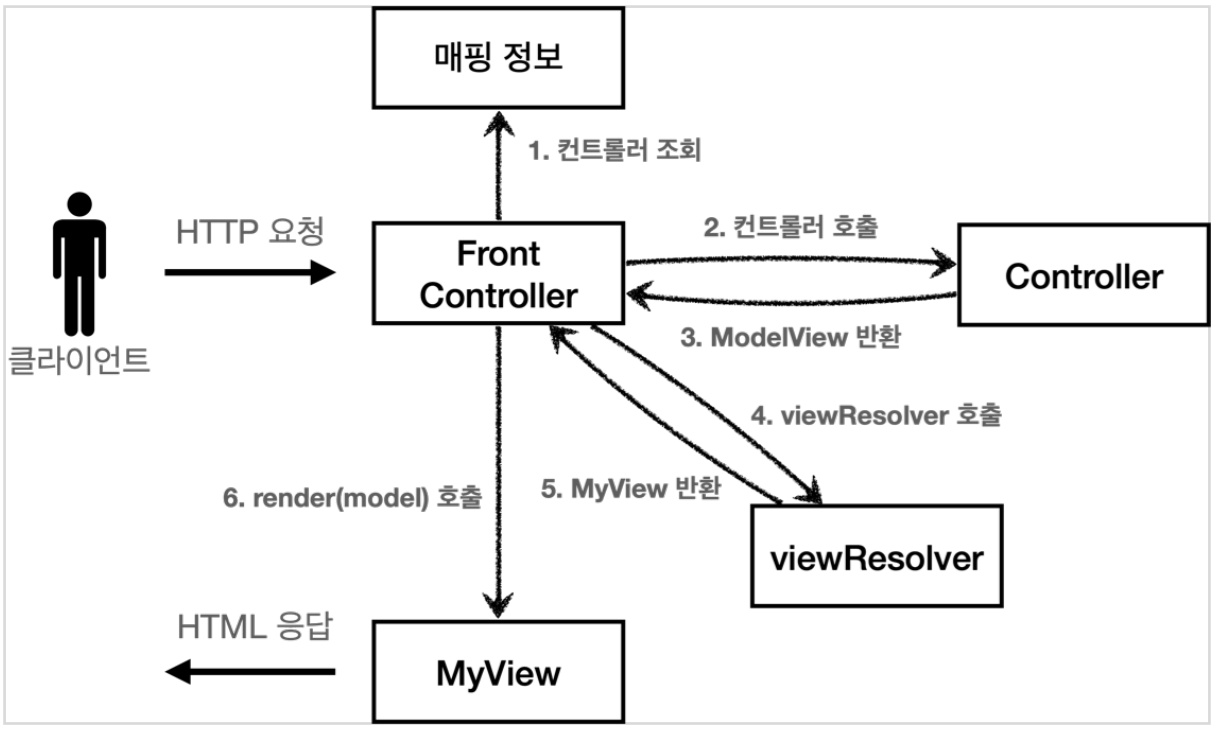 매핑 정보
1. 컨트롤러 조회
HTTP 요청
Front
Controller
2. 컨트롤러 호출
Controller
3. ModelView 반환
클라이언트
4. viewResolver 호출
5. MyView 반환
6. render(model) 호출
viewResolver
HTML 응답
MyView